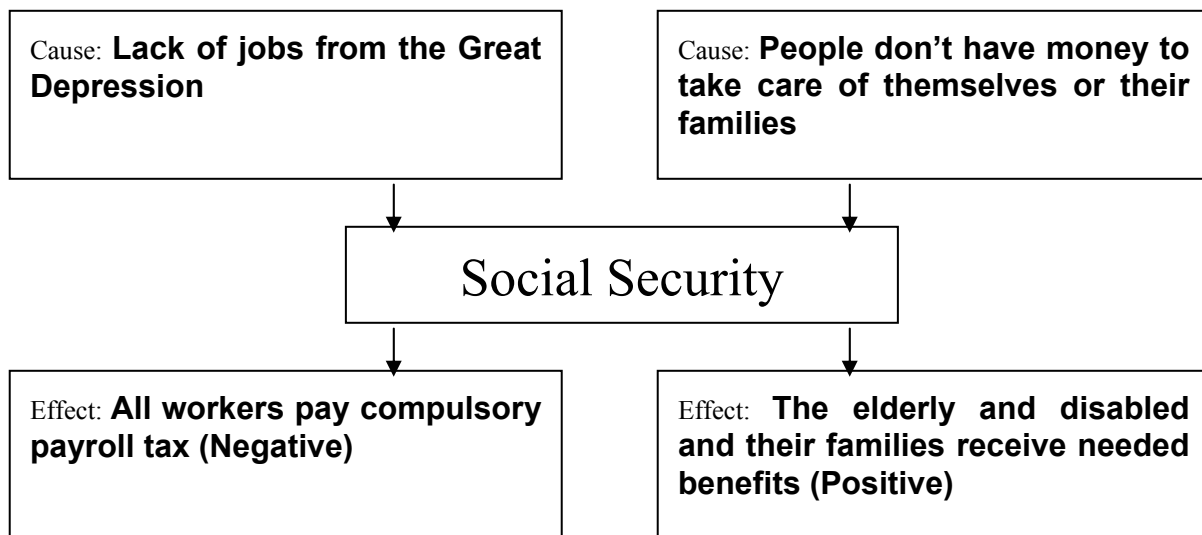 Cause: Lack of jobs from the Great
Depression
Cause: People don’t have money to
take care of themselves or their
families
Social Security
Effect: All workers pay compulsory
payroll tax (Negative)
Effect: The elderly and disabled
and their families receive needed
benefits (Positive)